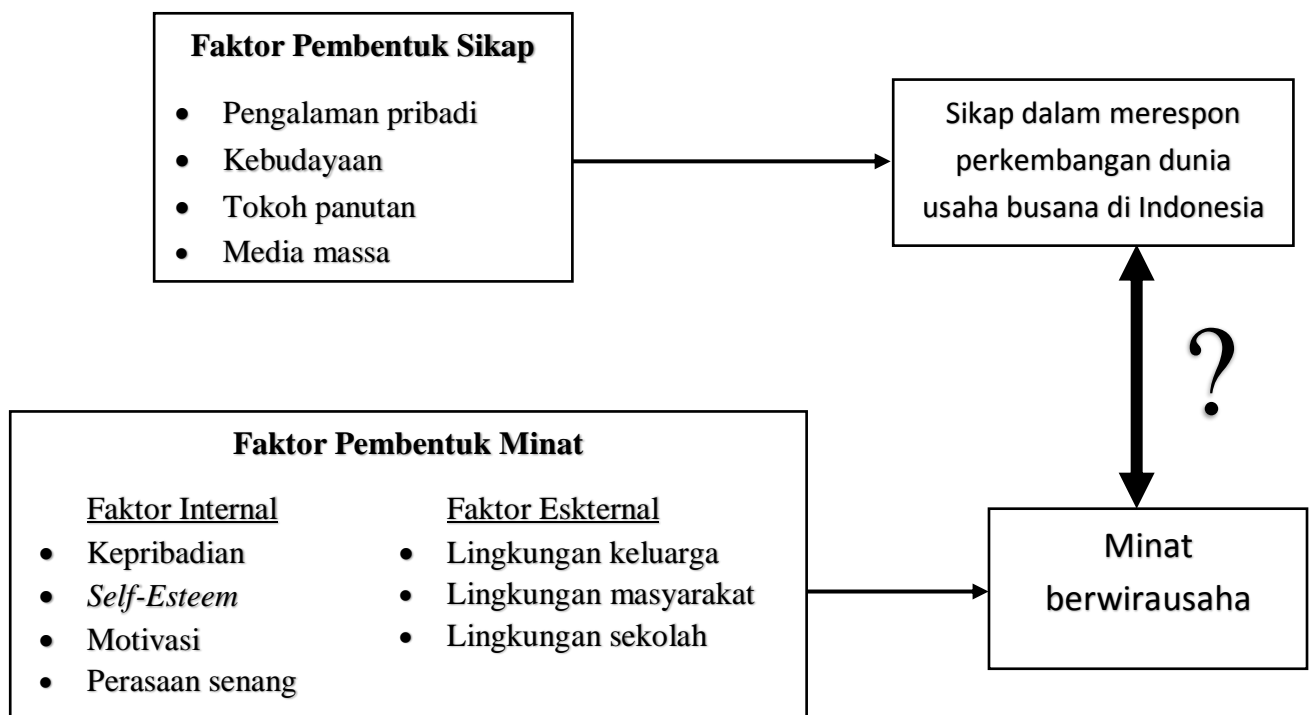 Faktor Pembentuk Sikap
• Pengalaman pribadi
• Kebudayaan
• Tokoh panutan
• Media massa
Sikap dalam merespon
perkembangan dunia
usaha busana di Indonesia
?
Faktor Pembentuk Minat
Faktor Internal
• Kepribadian
• Self-Esteem
• Motivasi
• Perasaan senang
Faktor Eskternal
• Lingkungan keluarga
• Lingkungan masyarakat
• Lingkungan sekolah
Minat
berwirausaha